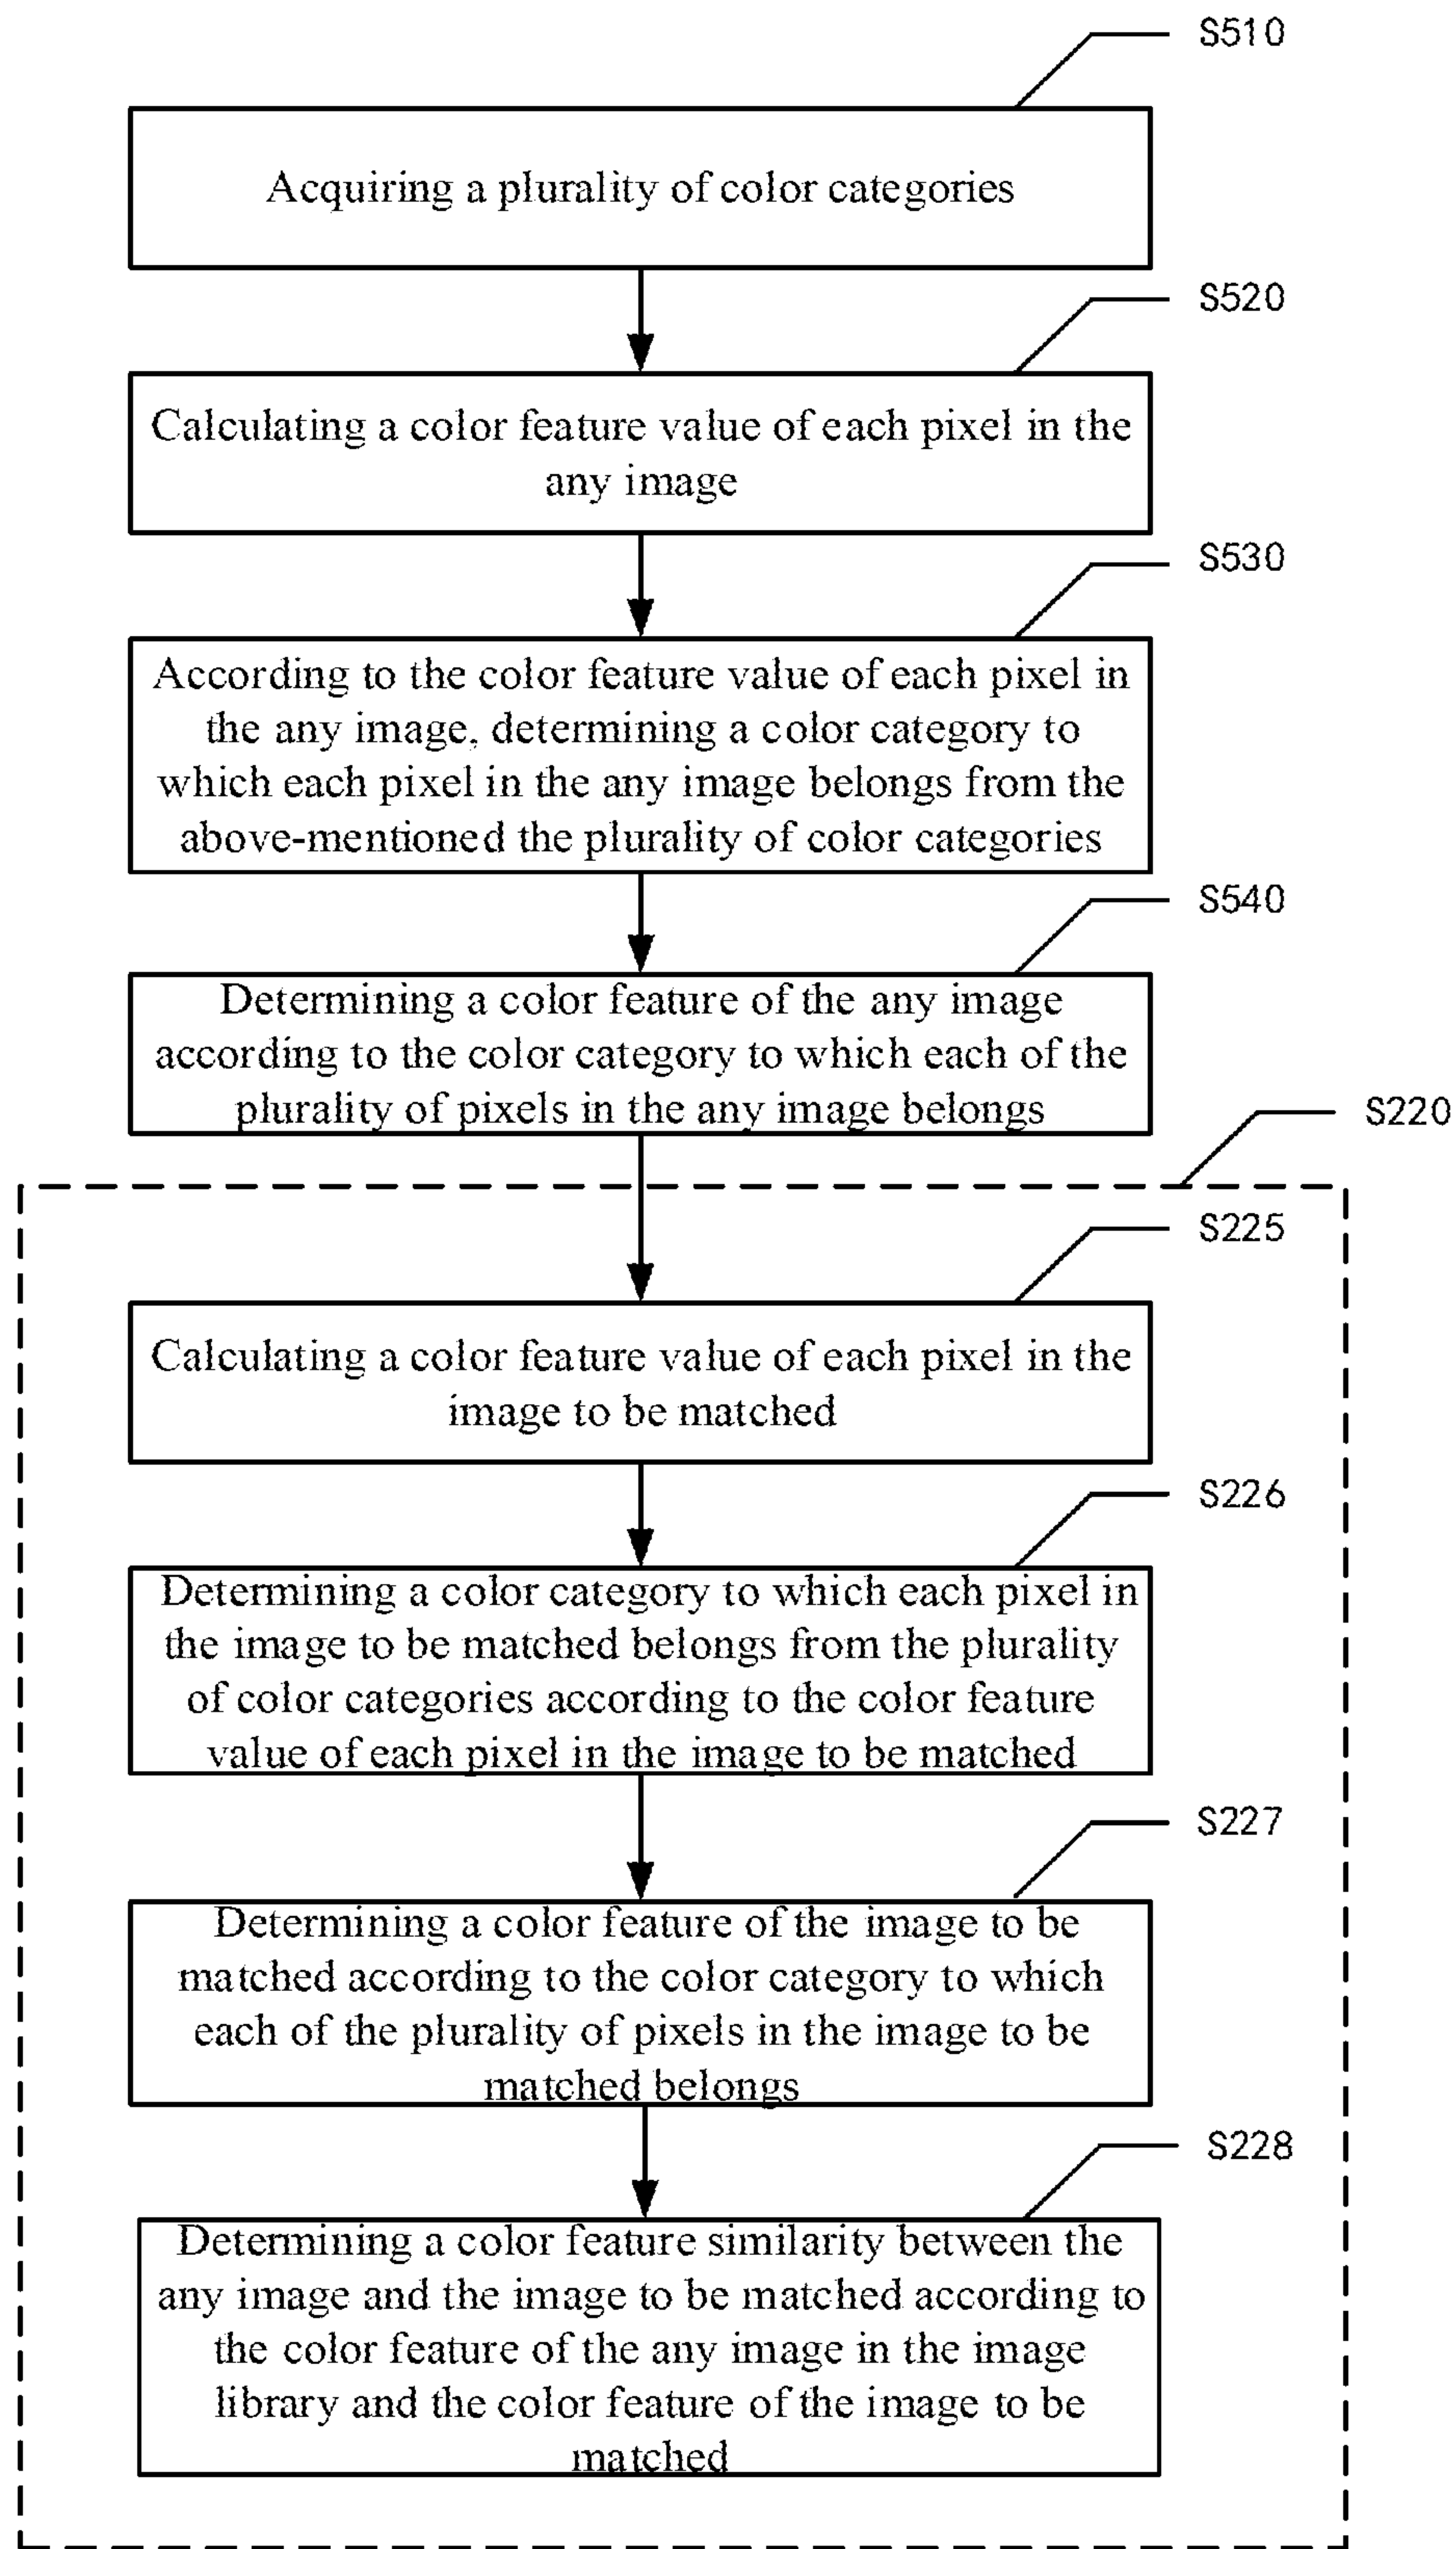 S510
Acquiring a plurality of color categories
S520
Calculating a color feature value of each pixel in the
any image
S530
According to the color feature value of each pixel in
the any image, determining a color category to
which each pixel in the any image belongs from the
above-mentioned the plurality of color categories
S540
Determining a color feature of the any image
according to the color category to which each of the
plurality of pixels in the any image belongs
S220
S225
Calculating a color feature value of each pixel in the
image to be matched
S226
Determining a color category to which each pixel in
the image to be matched belongs from the plurality
of color categories according to the color feature
value of each pixel in the image to be matched
S227
Determining a color feature of the image to be
matched according to the color category to which
each of the plurality of pixels in the image to be
matched belongs
S228
Determining a color feature similarity between the
any image and the image to be matched according to
the color feature of the any image in the image
library and the color feature of the image to be
matched